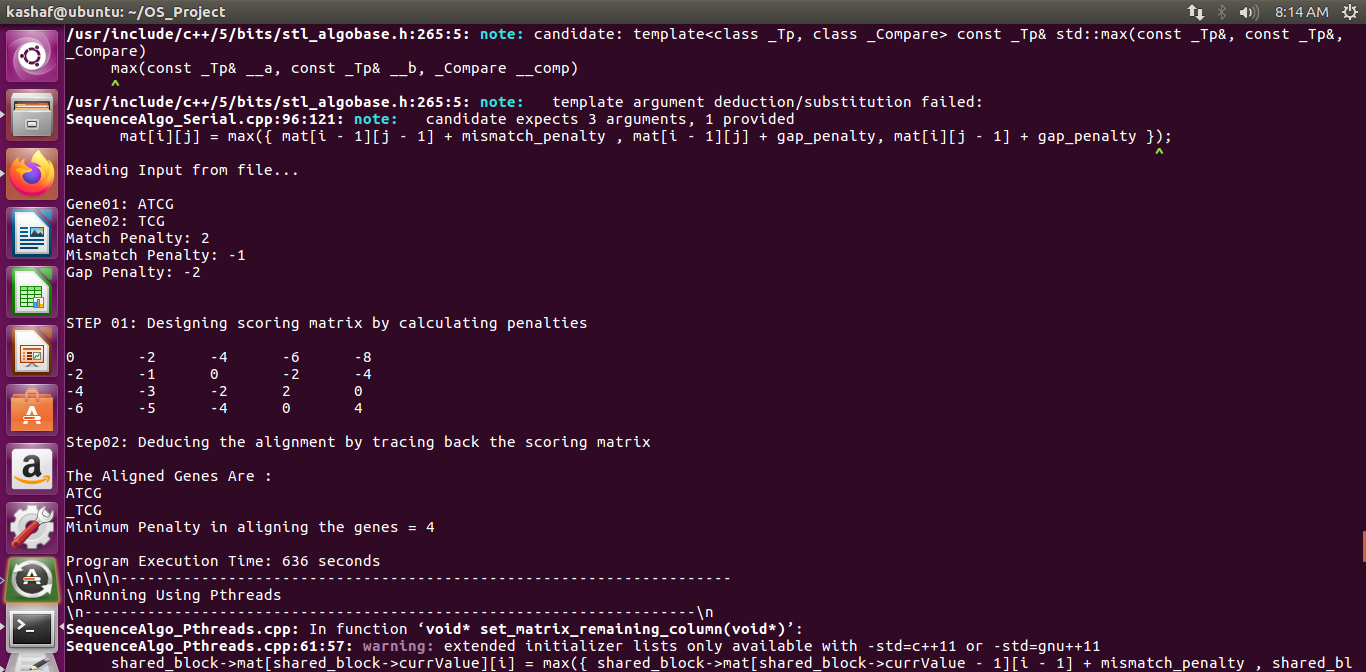 kashaf@ubuntu: ~/OS_Project
8:14 AM
/usr/include/c++/5/bits/stl_algobase.h:265:5: note: candidate: template<class _Tp, class _Compare> const _Tp& std::max(const _Tp&, const _Tp&,
_Compare)
max(const _Tp& __a, const _Tp& __b, _Compare __comp)
^
/usr/include/c++/5/bits/stl_algobase.h:265:5: note:   template argument deduction/substitution failed:
SequenceAlgo_Serial.cpp:96:121: note:   candidate expects 3 arguments, 1 provided
mat[i][j] = max({ mat[i - 1][j - 1] + mismatch_penalty , mat[i - 1][j] + gap_penalty, mat[i][j - 1] + gap_penalty });
^
Reading Input from file...
Gene01: ATCG
Gene02: TCG
Match Penalty: 2
Mismatch Penalty: -1
Gap Penalty: -2
STEP 01: Designing scoring matrix by calculating penalties
0 -2 -4 -6 -8
-2 -1 0 -2 -4
-4 -3 -2 2 0
-6 -5 -4 0 4
Step02: Deducing the alignment by tracing back the scoring matrix
The Aligned Genes Are :
ATCG
_TCG
Minimum Penalty in aligning the genes = 4
Program Execution Time: 636 seconds
\n\n\n--------------------------------------------------------------------
\nRunning Using Pthreads
\n--------------------------------------------------------------------\n
SequenceAlgo_Pthreads.cpp: In function ‘void* set_matrix_remaining_column(void*)’:
SequenceAlgo_Pthreads.cpp:61:57: warning: extended initializer lists only available with -std=c++11 or -std=gnu++11
shared_block->mat[shared_block->currValue][i] = max({ shared_block->mat[shared_block->currValue - 1][i - 1] + mismatch_penalty , shared_bl